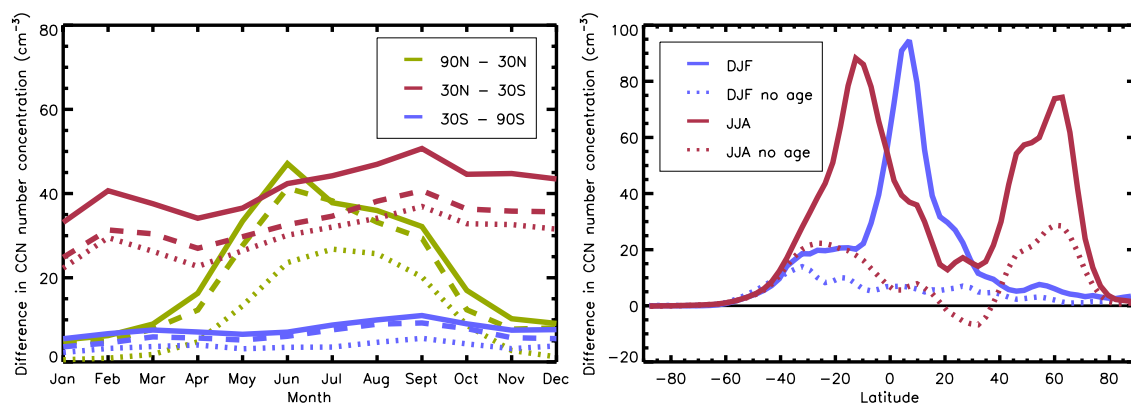 Difference in CCN number concentration (cm⁻³)
80
60
40
20
0
90N – 30N
30N – 30S
30S – 90S
Jan Feb Mar Apr May Jun Jul Aug Sept Oct Nov Dec
Month
Difference in CCN number concentration (cm⁻³)
100
80
60
40
20
0
−20
DJF
DJF no age
JJA
JJA no age
−80 −60 −40 −20 0 20 40 60 80
Latitude